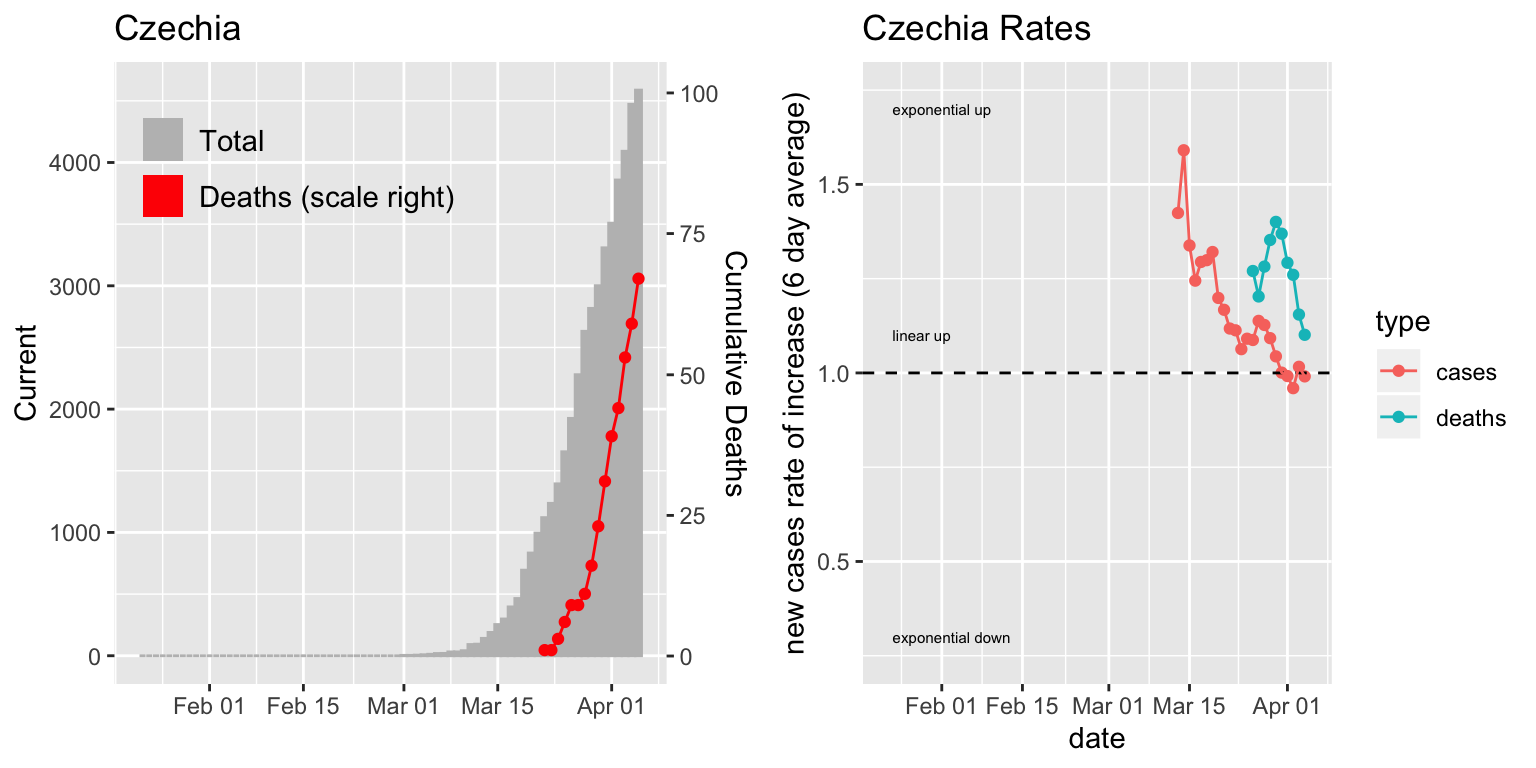 Czechia
Current
4000
3000
2000
1000
0
Total
Deaths (scale right)
100
75
50
25
0
Cumulative Deaths
Feb 01
Feb 15
Mar 01
Mar 15
Apr 01
Czechia Rates
new cases rate of increase (6 day average)
1.5
1.0
0.5
exponential up
linear up
exponential down
Feb 01
Feb 15
Mar 01
Mar 15
Apr 01
date
type
cases
deaths